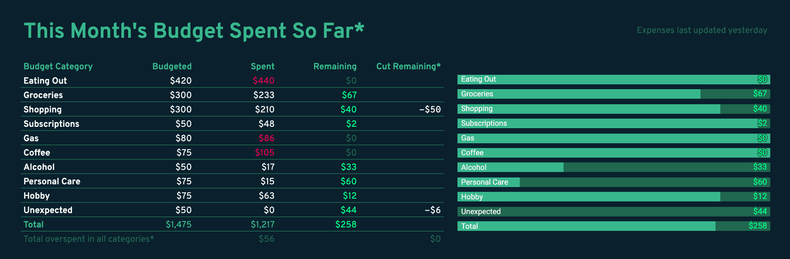 This Month's Budget Spent So Far*
Expenses last updated yesterday
Budget Category Budgeted Spent Remaining Cut Remaining*
Eating Out $420 $440 $0
Groceries $300 $233 $67
Shopping $300 $210 $40 –$50
Subscriptions $50 $48 $2
Gas $80 $86 $0
Coffee $75 $105 $0
Alcohol $50 $17 $33
Personal Care $75 $15 $60
Hobby $75 $63 $12
Unexpected $50 $0 $44 –$6
Total $1,475 $1,217 $258
Total overspent in all categories* $56 $0
Eating Out $0
Groceries $67
Shopping $40
Subscriptions $2
Gas $0
Coffee $0
Alcohol $33
Personal Care $60
Hobby $12
Unexpected $44
Total $258